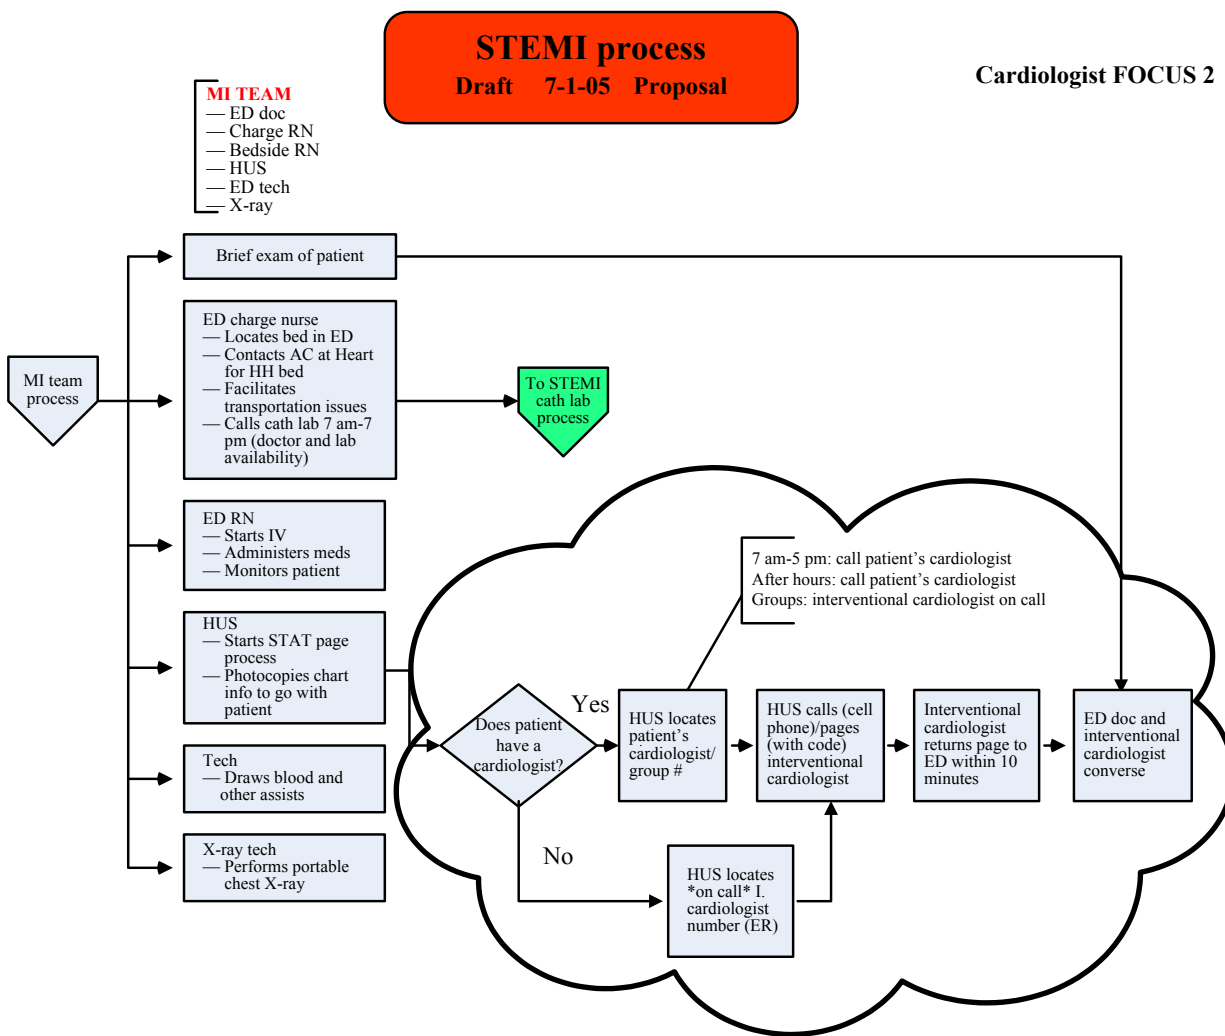 STEMI process
Draft 7-1-05 Proposal
Cardiologist FOCUS 2
MI TEAM
— ED doc
— Charge RN
— Bedside RN
— HUS
— ED tech
— X-ray
Brief exam of patient
MI team
process
ED charge nurse
— Locates bed in ED
— Contacts AC at Heart
for HH bed
— Facilitates
transportation issues
— Calls cath lab 7 am-7
pm (doctor and lab
availability)
To STEMI
cath lab
process
ED RN
— Starts IV
— Administers meds
— Monitors patient
7 am-5 pm: call patient’s cardiologist
After hours: call patient’s cardiologist
Groups: interventional cardiologist on call
HUS
— Starts STAT page
process
— Photocopies chart
info to go with
patient
Does patient
have a
cardiologist?
Yes
HUS locates
patient’s
cardiologist/
group #
HUS calls (cell
phone)/pages
(with code)
interventional
cardiologist
Interventional
cardiologist
returns page to
ED within 10
minutes
ED doc and
interventional
cardiologist
converse
Tech
— Draws blood and
other assists
No
HUS locates
*on call* I.
cardiologist
number (ER)
X-ray tech
— Performs portable
chest X-ray